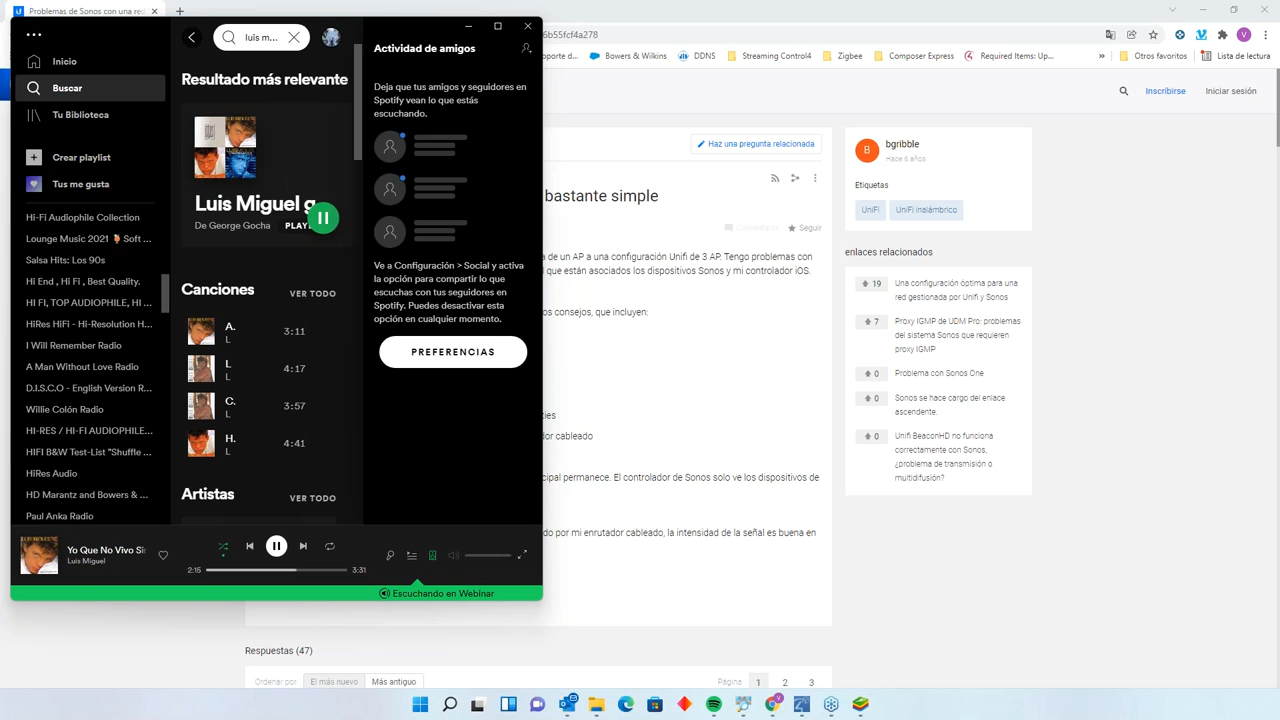 Problemas de Sonos con una red
6b55fcf4a278
porte d...
Bowers & Wilkins
DDNS
Streaming Control4
Zigbee
Composer Express
Required Items: Up...
»
Otros favoritos
Lista de lectura
Inicio
Buscar
Tu Biblioteca
Crear playlist
Tus me gusta
Hi-Fi Audiophile Collection
Lounge Music 2021 🍹 Soft ...
Salsa Hits: Los 90s
Hi End , Hi Fi , Best Quality.
HI FI, TOP AUDIOPHILE, HI ...
HiRes HiFi - Hi-Resolution H...
I Will Remember Radio
A Man Without Love Radio
D.I.S.C.O - English Version R...
Willie Colón Radio
HI-RES / HI-FI AUDIOPHILE...
HIFI B&W Test-List "Shuffle ...
HiRes Audio
HD Marantz and Bowers & ...
Paul Anka Radio
luis m...
Resultado más relevante
Luis Miguel g
De George Gocha
PLAYL
Canciones
VER TODO
A.
L
3:11
L
L
4:17
C.
L
3:57
H.
L
4:41
Artistas
VER TODO
Actividad de amigos
Deja que tus amigos y seguidores en
Spotify vean lo que estás
escuchando.
Ve a Configuración > Social y activa
la opción para compartir lo que
escuchas con tus seguidores en
Spotify. Puedes desactivar esta
opción en cualquier momento.
PREFERENCIAS
Yo Que No Vivo Sin
Luis Miguel
2:15
3:31
Escuchando en Webinar
Inscribirse
Iniciar sesión
Haz una pregunta relacionada
bastante simple
Comentario
Seguir
de un AP a una configuración Unifi de 3 AP. Tengo problemas con
l que están asociados los dispositivos Sonos y mi controlador iOS.
os consejos, que incluyen:
ties
dor cableado
cipal permanece. El controlador de Sonos solo ve los dispositivos de
do por mi enrutador cableado, la intensidad de la señal es buena en
Respuestas (47)
Ordenar por
El más nuevo
Más antiguo
Página
1
2
3
B
bgribble
Hace 6 años
Etiquetas
UniFi
UniFi inalámbrico
enlaces relacionados
19
Una configuración óptima para una
red gestionada por Unifi y Sonos
7
Proxy IGMP de UDM Pro: problemas
del sistema Sonos que requieren
proxy IGMP
0
Problema con Sonos One
0
Sonos se hace cargo del enlace
ascendente.
0
Unifi BeaconHD no funciona
correctamente con Sonos,
¿problema de transmisión o
multidifusión?